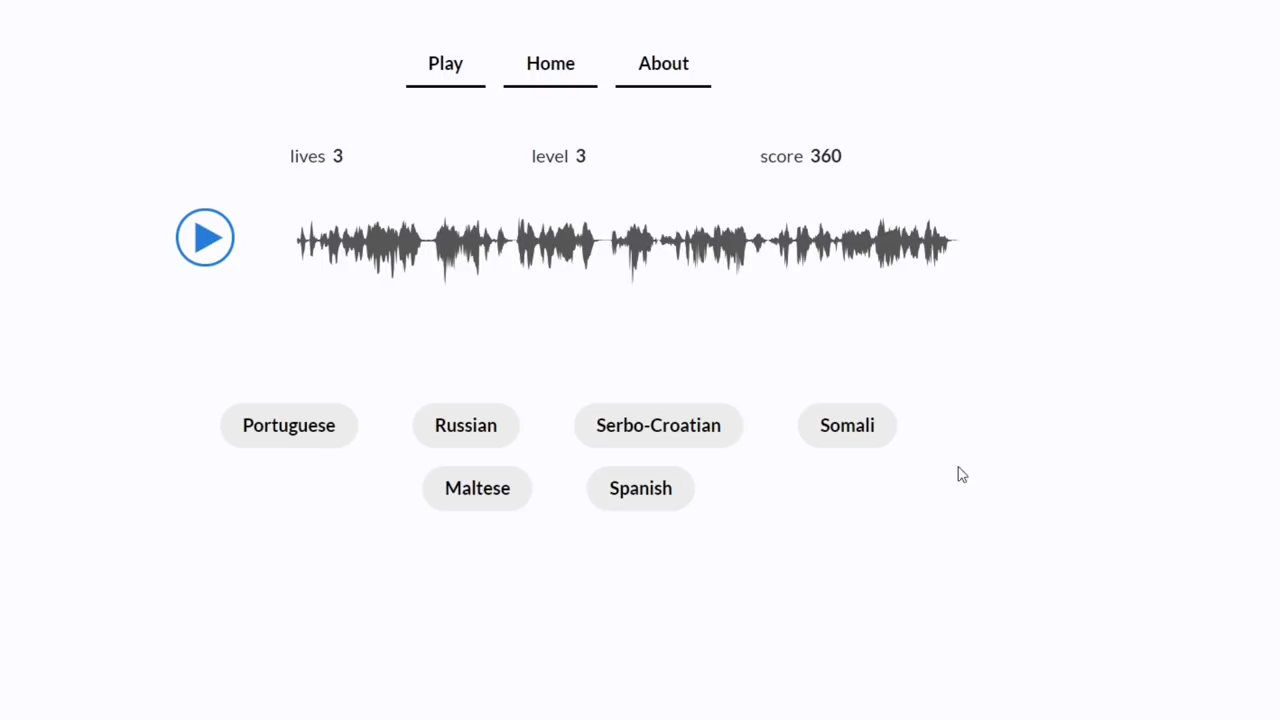 Play Home About
lives 3 level 3 score 360
Portuguese Russian Serbo-Croatian Somali
Maltese Spanish